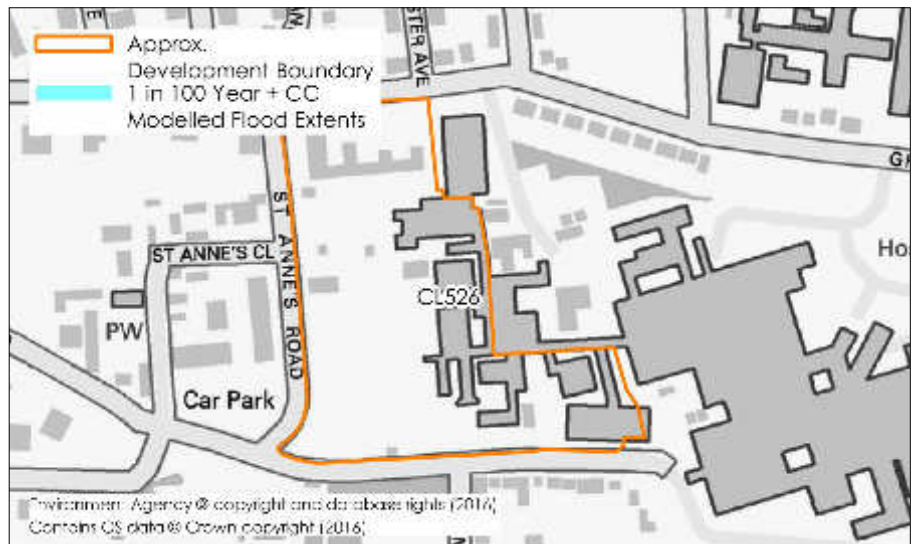 Approx.
Development Boundary
1 in 100 Year + CC
Modelled Flood Extents
STER AVE
GR
ST ANNE'S CL
ST ANNE'S ROAD
PW
CL526
Car Park
Ho
Environment Agency © copyright and database rights (2016)
Contains OS data © Crown copyright (2016)